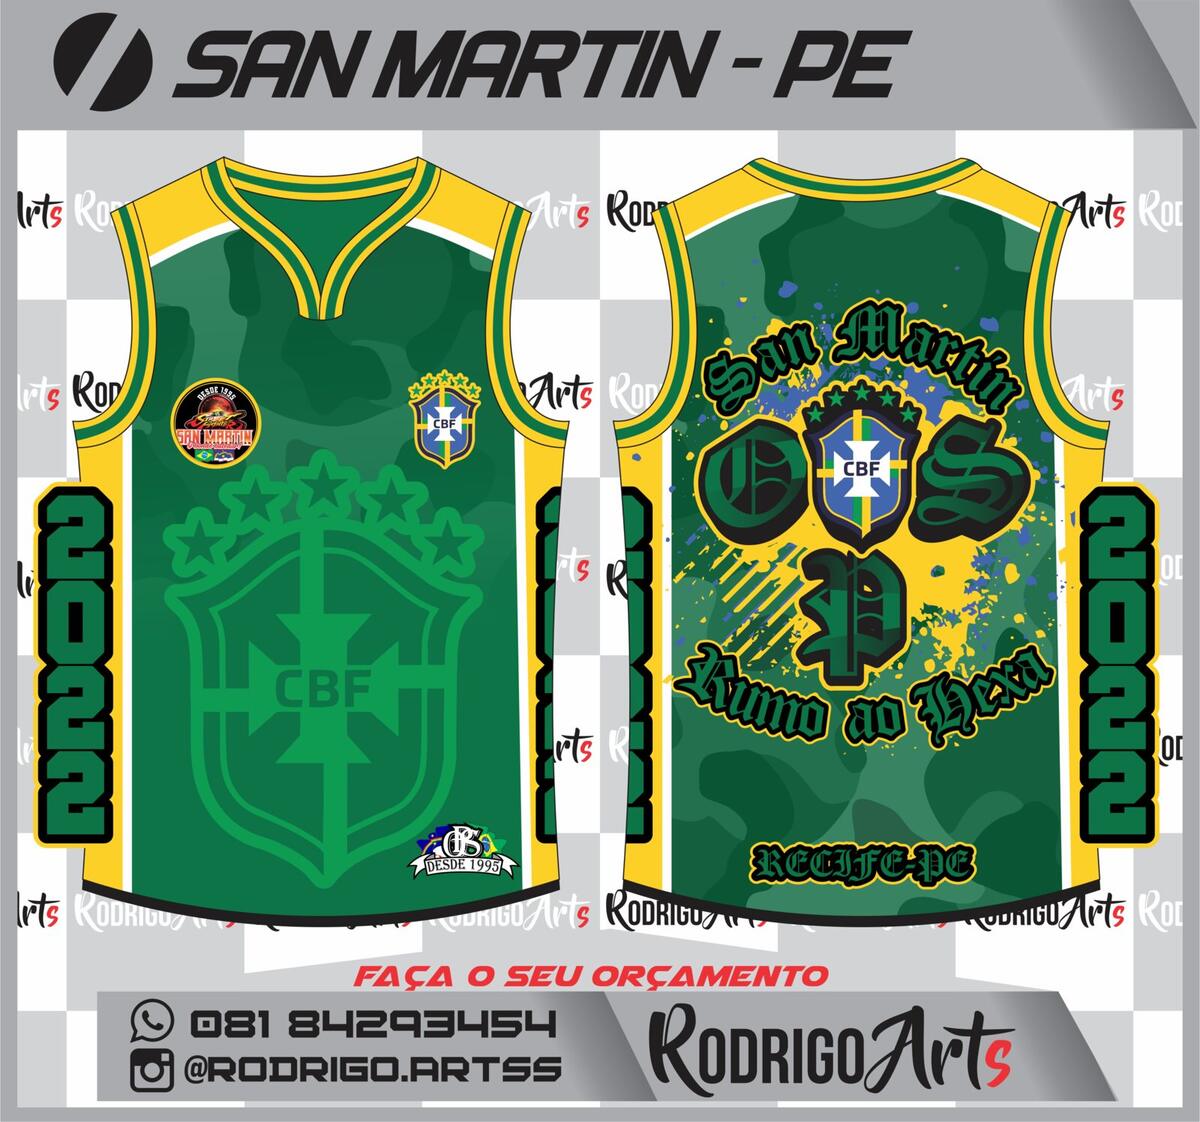 SAN MARTIN - PE
DESDE 1995
SAN MARTIN
CBF
CBF
DESDE 1995
2022
San Martin
O S
CBF
P
Rumo ao Hexa
RECIFE-PE
2022
FAÇA O SEU ORÇAMENTO
081 84293454
@RODRIGO.ARTSS
RODRIGOArts